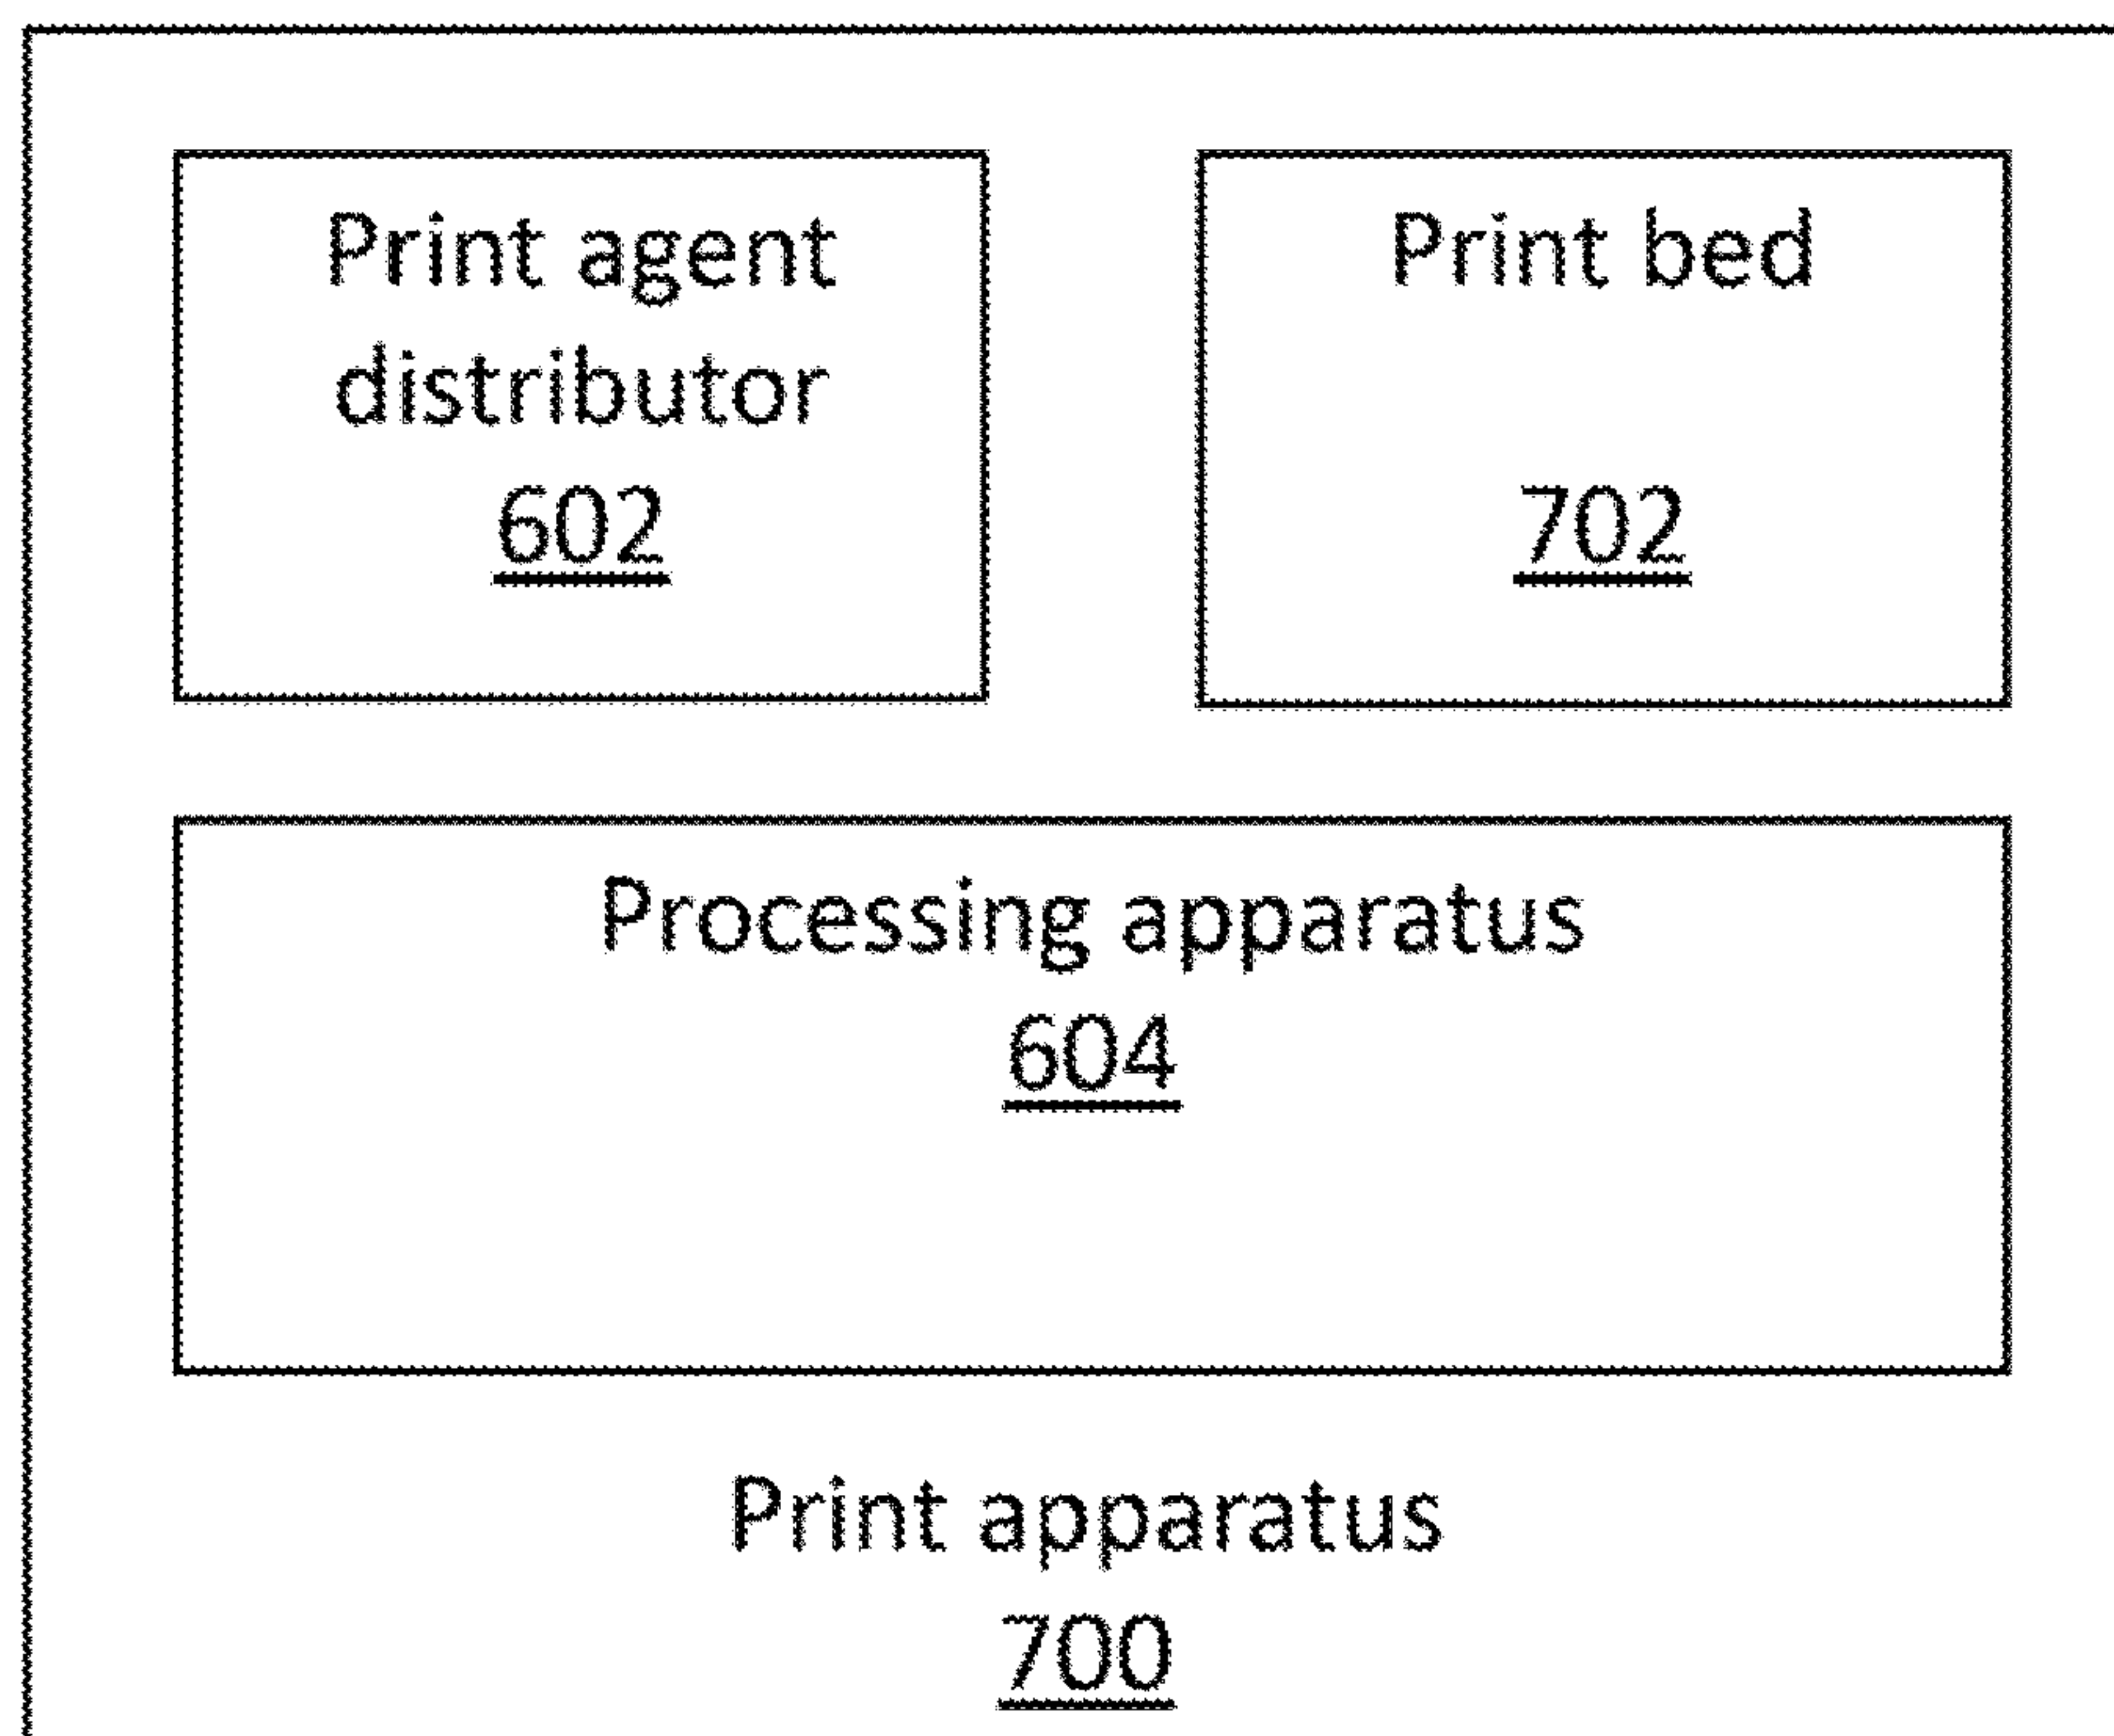 Print agent
distributor
602
Print bed
702
Processing apparatus
604
Print apparatus
700